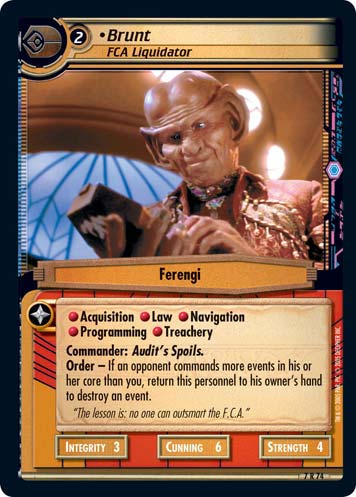 2
•Brunt
FCA Liquidator
Ferengi
Acquisition Law Navigation
Programming Treachery
Commander: Audit's Spoils.
Order – If an opponent commands more events in his
or her core than you, return this personnel to his owner's hand
to destroy an event.
"The lesson is: no one can outsmart the F.C.A."
INTEGRITY 3 CUNNING 6 STRENGTH 4
7 R 74